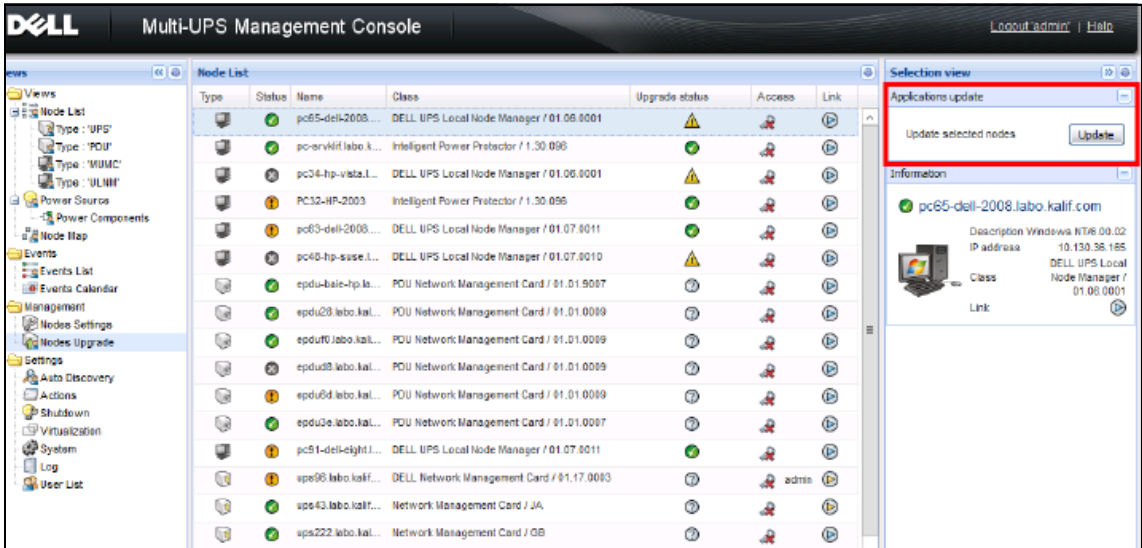 DELL Multi-UPS Management Console Logout 'admin' | Help
ews
Views
Node List
Type : 'UPS'
Type : 'PDU'
Type : 'MUMC'
Type : 'ULNM'
Power Source
Power Components
Node Map
Events
Events List
Events Calendar
Management
Nodes Settings
Nodes Upgrade
Settings
Auto Discovery
Actions
Shutdown
Virtualization
System
Log
User List
Node List
Type Status Name Class Upgrade status Access Link
pc65-dell-2008.... DELL UPS Local Node Manager / 01.06.0001
pc-srvklif.labo.k... Intelligent Power Protector / 1.30.096
pc34-hp-vista.l... DELL UPS Local Node Manager / 01.06.0001
PC32-HP-2003 Intelligent Power Protector / 1.30.096
pc63-dell-2008.... DELL UPS Local Node Manager / 01.07.0011
pc48-hp-suse.l... DELL UPS Local Node Manager / 01.07.0010
epdu-baie-hp.la... PDU Network Management Card / 01.01.9007
epdu28.labo.kal... PDU Network Management Card / 01.01.0009
epduf0.labo.kali... PDU Network Management Card / 01.01.0009
epdud8.labo.kali... PDU Network Management Card / 01.01.0009
epdu6d.labo.kal... PDU Network Management Card / 01.01.0009
epdu3e.labo.kal... PDU Network Management Card / 01.01.0007
pc91-dell-eight.l... DELL UPS Local Node Manager / 01.07.0011
ups96.labo.kalif... DELL Network Management Card / 01.17.0003 admin
ups43.labo.kalif... Network Management Card / JA
ups222.labo.kal... Network Management Card / GB
Selection view
Applications update
Update selected nodes Update
Information
pc65-dell-2008.labo.kalif.com
Description Windows NT/6.00.02
IP address 10.130.36.165
Class DELL UPS Local Node Manager / 01.06.0001
Link